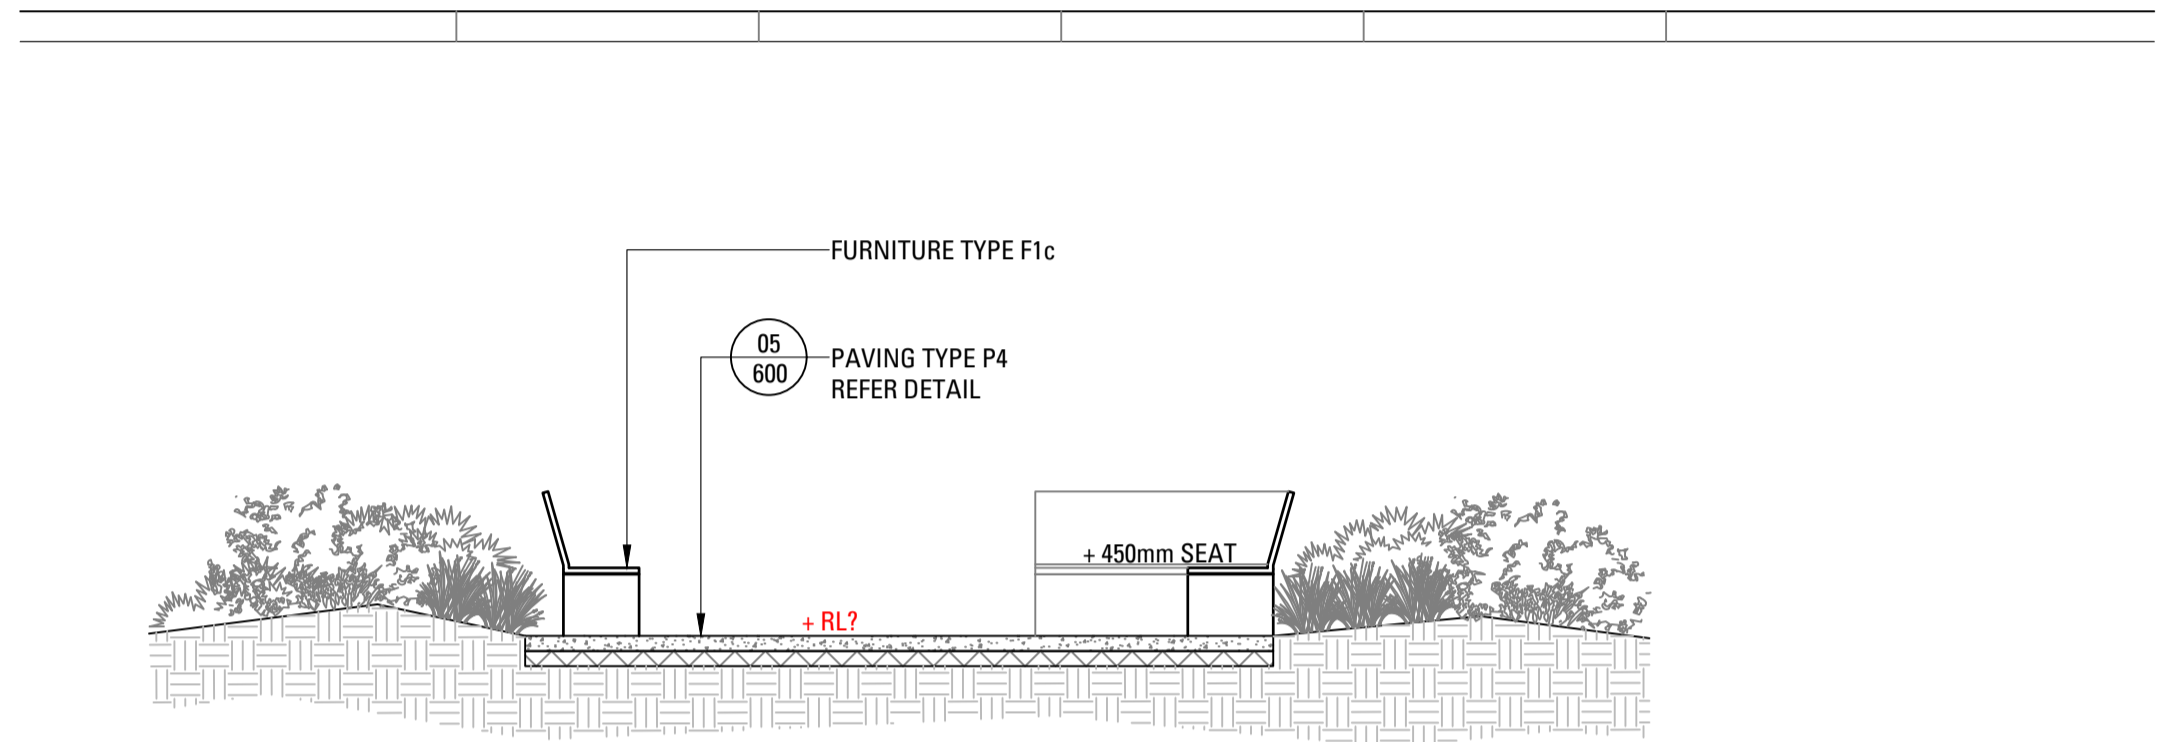 FURNITURE TYPE F1c
05
600
PAVING TYPE P4
REFER DETAIL
+ 450mm SEAT
+ RL?